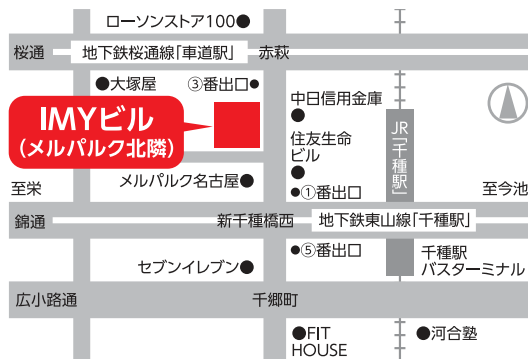 ローソンストア100●
桜通
地下鉄桜通線「車道駅」
赤萩
●大塚屋
③番出口●
IMYビル
(メルパルク北隣)
中日信用金庫
住友生命
ビル
JR「千種駅」
メルパルク名古屋●
●①番出口
至栄
至今池
錦通
新千種橋西
地下鉄東山線「千種駅」
●⑤番出口
千種駅
バスターミナル
セブンイレブン●
広小路通
千郷町
●FIT
HOUSE
●河合塾